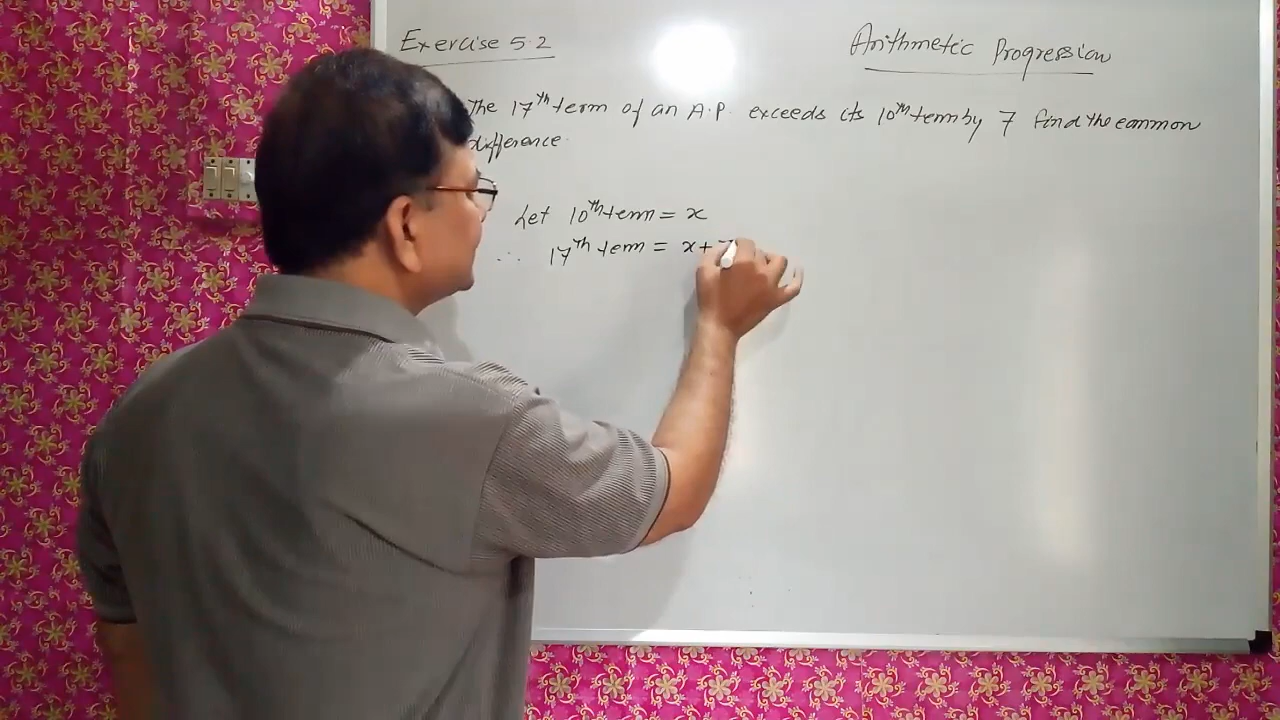 Exercise 5.2
Arithmetic Progression
The 17th term of an A.P. exceeds its 10th term by 7 find the common
difference.
Let 10th term = x
∴ 17th term = x + 7